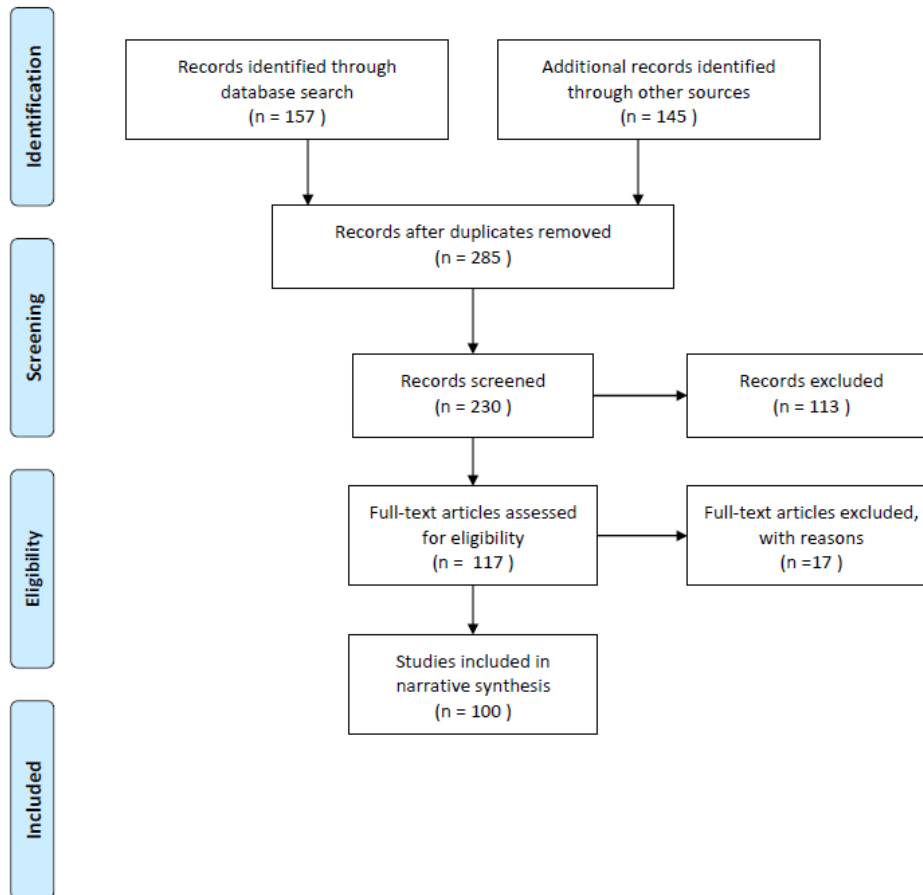 Identification
Records identified through
database search
(n = 157 )
Additional records identified
through other sources
(n = 145 )
Records after duplicates removed
(n = 285 )
Screening
Records screened
(n = 230 )
Records excluded
(n = 113 )
Eligibility
Full-text articles assessed
for eligibility
(n = 117 )
Full-text articles excluded,
with reasons
(n =17 )
Studies included in
narrative synthesis
(n = 100 )
Included